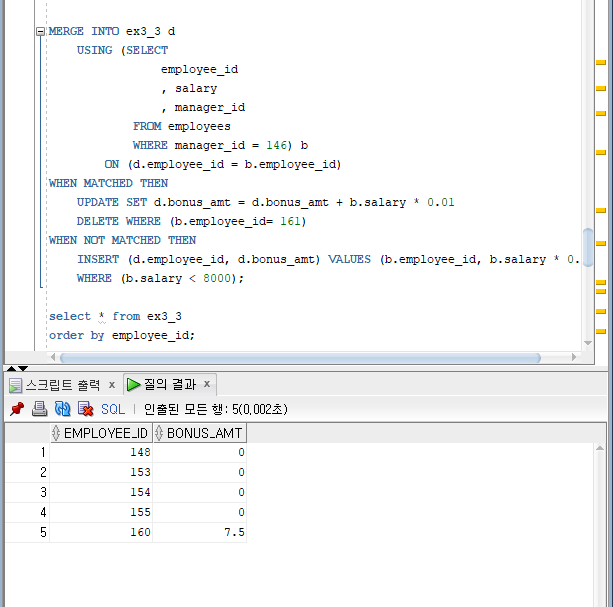 MERGE INTO ex3_3 d
USING (SELECT
employee_id
, salary
, manager_id
FROM employees
WHERE manager_id = 146) b
ON (d.employee_id = b.employee_id)
WHEN MATCHED THEN
UPDATE SET d.bonus_amt = d.bonus_amt + b.salary * 0.01
DELETE WHERE (b.employee_id= 161)
WHEN NOT MATCHED THEN
INSERT (d.employee_id, d.bonus_amt) VALUES (b.employee_id, b.salary * 0.
WHERE (b.salary < 8000);
select * from ex3_3
order by employee_id;
스크립트 출력 x 질의 결과 x
SQL | 인출된 모든 행: 5(0,002초)
EMPLOYEE_ID BONUS_AMT
1 148 0
2 153 0
3 154 0
4 155 0
5 160 7.5